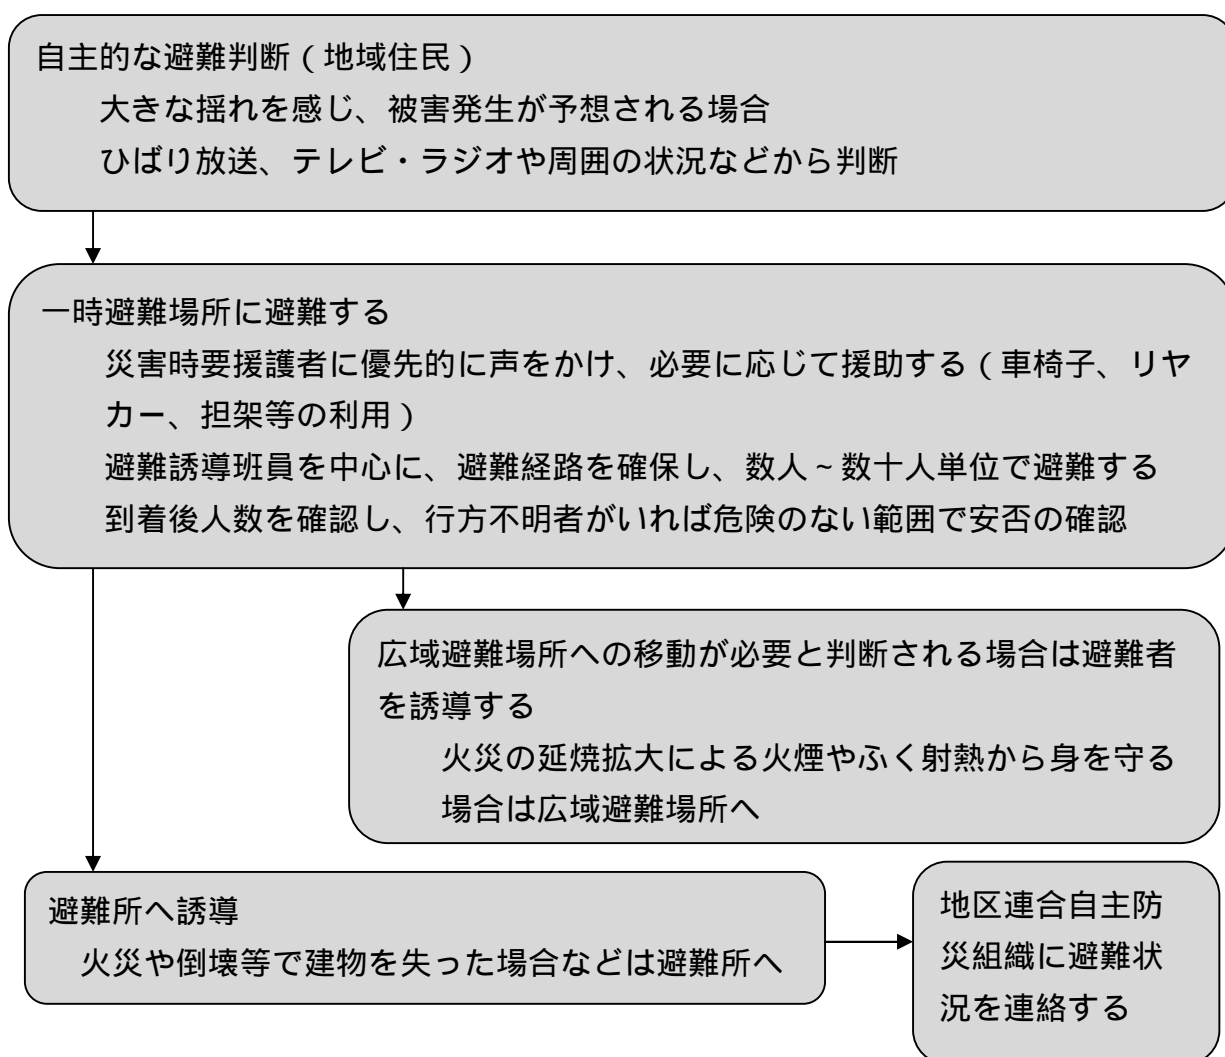 自主的な避難判断（地域住民）
大きな揺れを感じ、被害発生が予想される場合
ひばり放送、テレビ・ラジオや周囲の状況などから判断
一時避難場所に避難する
災害時要援護者に優先的に声をかけ、必要に応じて援助する（車椅子、リヤ
カー、担架等の利用）
避難誘導班員を中心に、避難経路を確保し、数人~数十人単位で避難する
到着後人数を確認し、行方不明者がいれば危険のない範囲で安否の確認
広域避難場所への移動が必要と判断される場合は避難者
を誘導する
火災の延焼拡大による火煙やふく射熱から身を守る
場合は広域避難場所へ
避難所へ誘導
火災や倒壊等で建物を失った場合などは避難所へ
地区連合自主防
災組織に避難状
況を連絡する